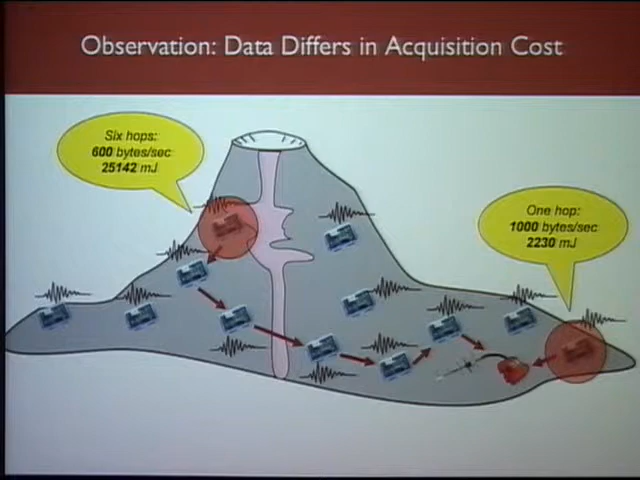 Observation: Data Differs in Acquisition Cost
Six hops:
600 bytes/sec
25142 mJ
One hop:
1000 bytes/sec
2230 mJ